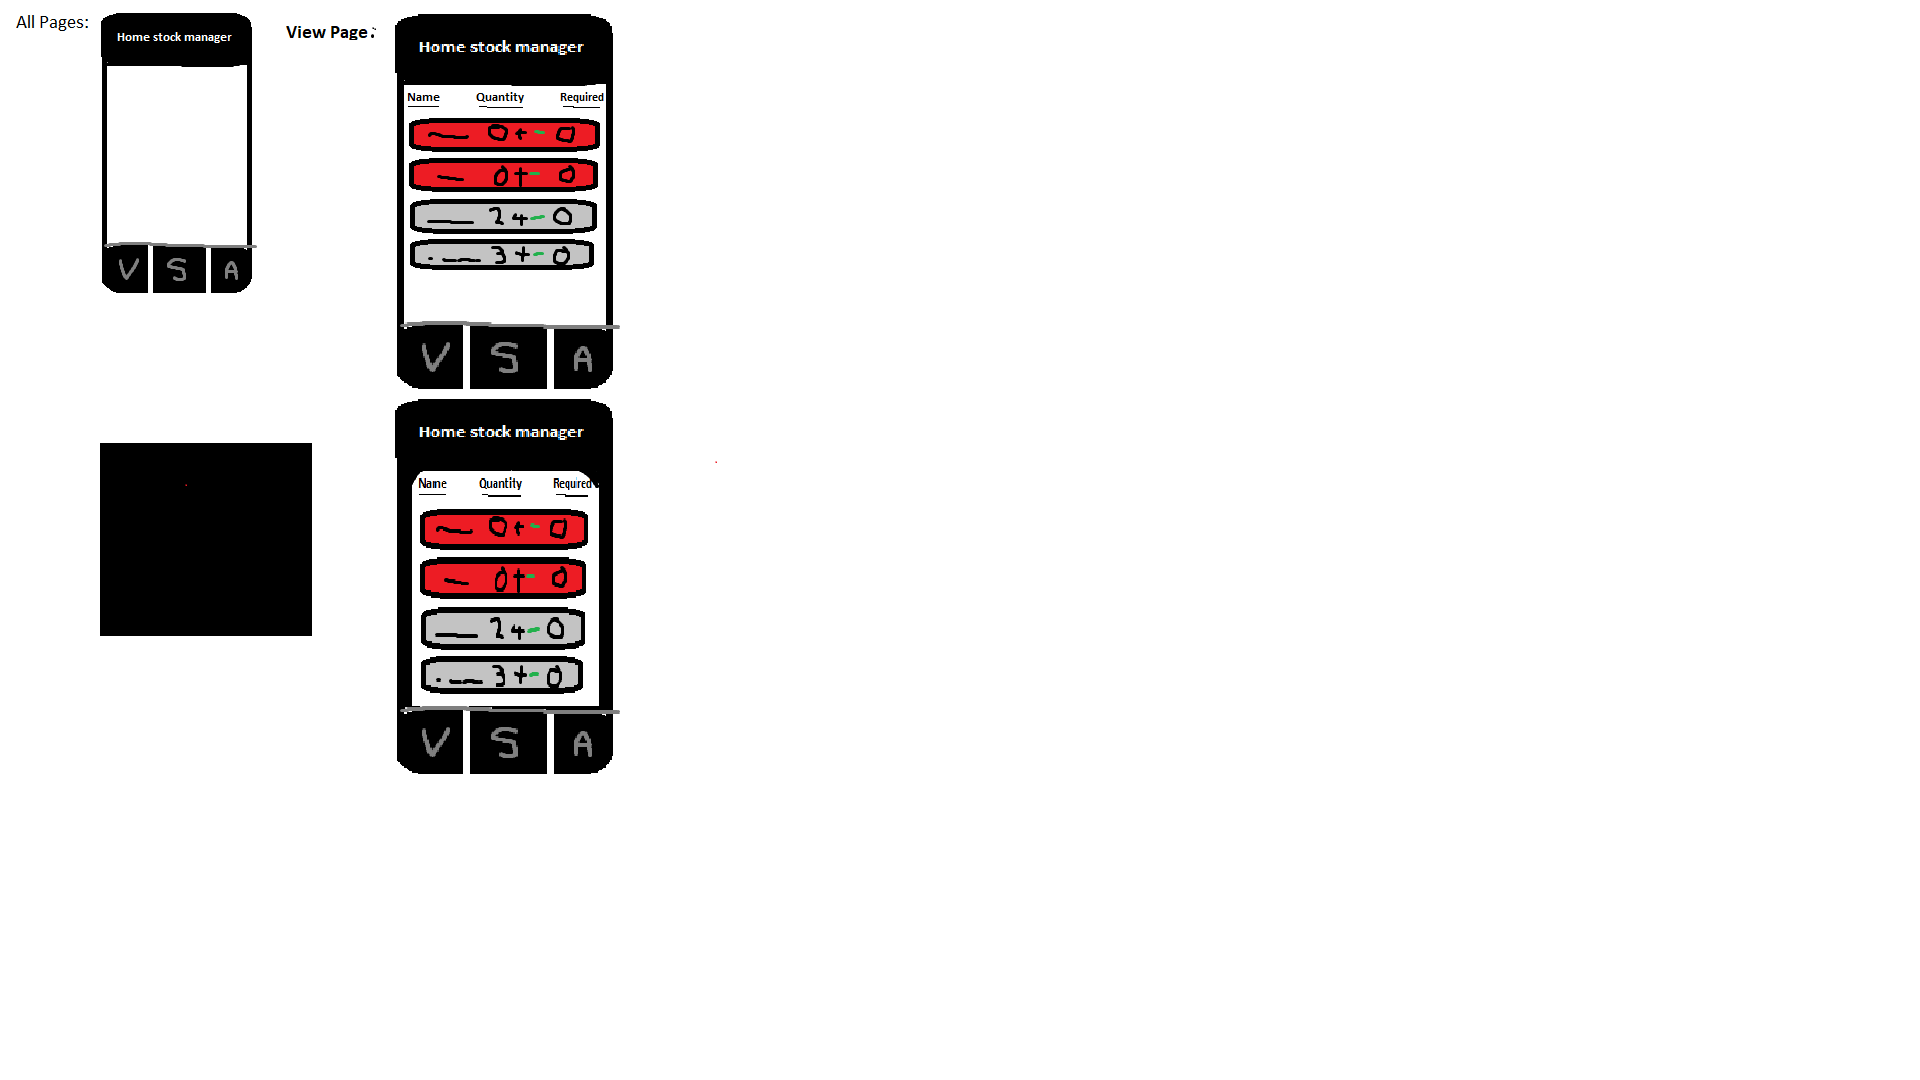 All Pages:
Home stock manager
V S A
View Page:
Home stock manager
Name Quantity Required
0 + - 0
0 + - 0
2 + - 0
3 + - 0
V S A
Home stock manager
Name Quantity Required
0 + - 0
0 + - 0
2 + - 0
3 + - 0
V S A